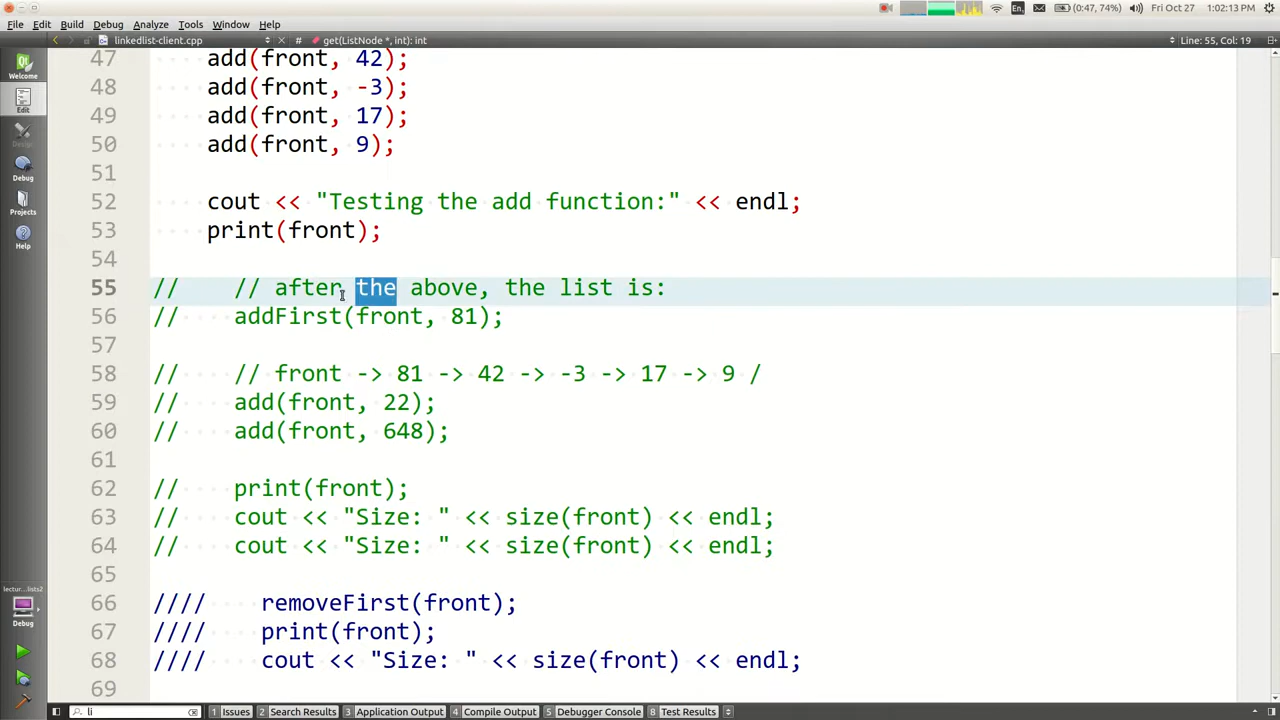 (0:47, 74%) Fri Oct 27 1:02:13 PM
File Edit Build Debug Analyze Tools Window Help
linkedlist-client.cpp # get(ListNode *, int): int Line: 55, Col: 19
Welcome
Edit
Design
Debug
Projects
Help
47 add(front, 42);
48 add(front, -3);
49 add(front, 17);
50 add(front, 9);
51
52 cout << "Testing the add function:" << endl;
53 print(front);
54
55 // // after the above, the list is:
56 // addFirst(front, 81);
57
58 // // front -> 81 -> 42 -> -3 -> 17 -> 9 /
59 // add(front, 22);
60 // add(front, 648);
61
62 // print(front);
63 // cout << "Size: " << size(front) << endl;
64 // cout << "Size: " << size(front) << endl;
65
66 //// removeFirst(front);
67 //// print(front);
68 //// cout << "Size: " << size(front) << endl;
69
lectur...lists2
Debug
li 1 Issues 2 Search Results 3 Application Output 4 Compile Output 5 Debugger Console 8 Test Results